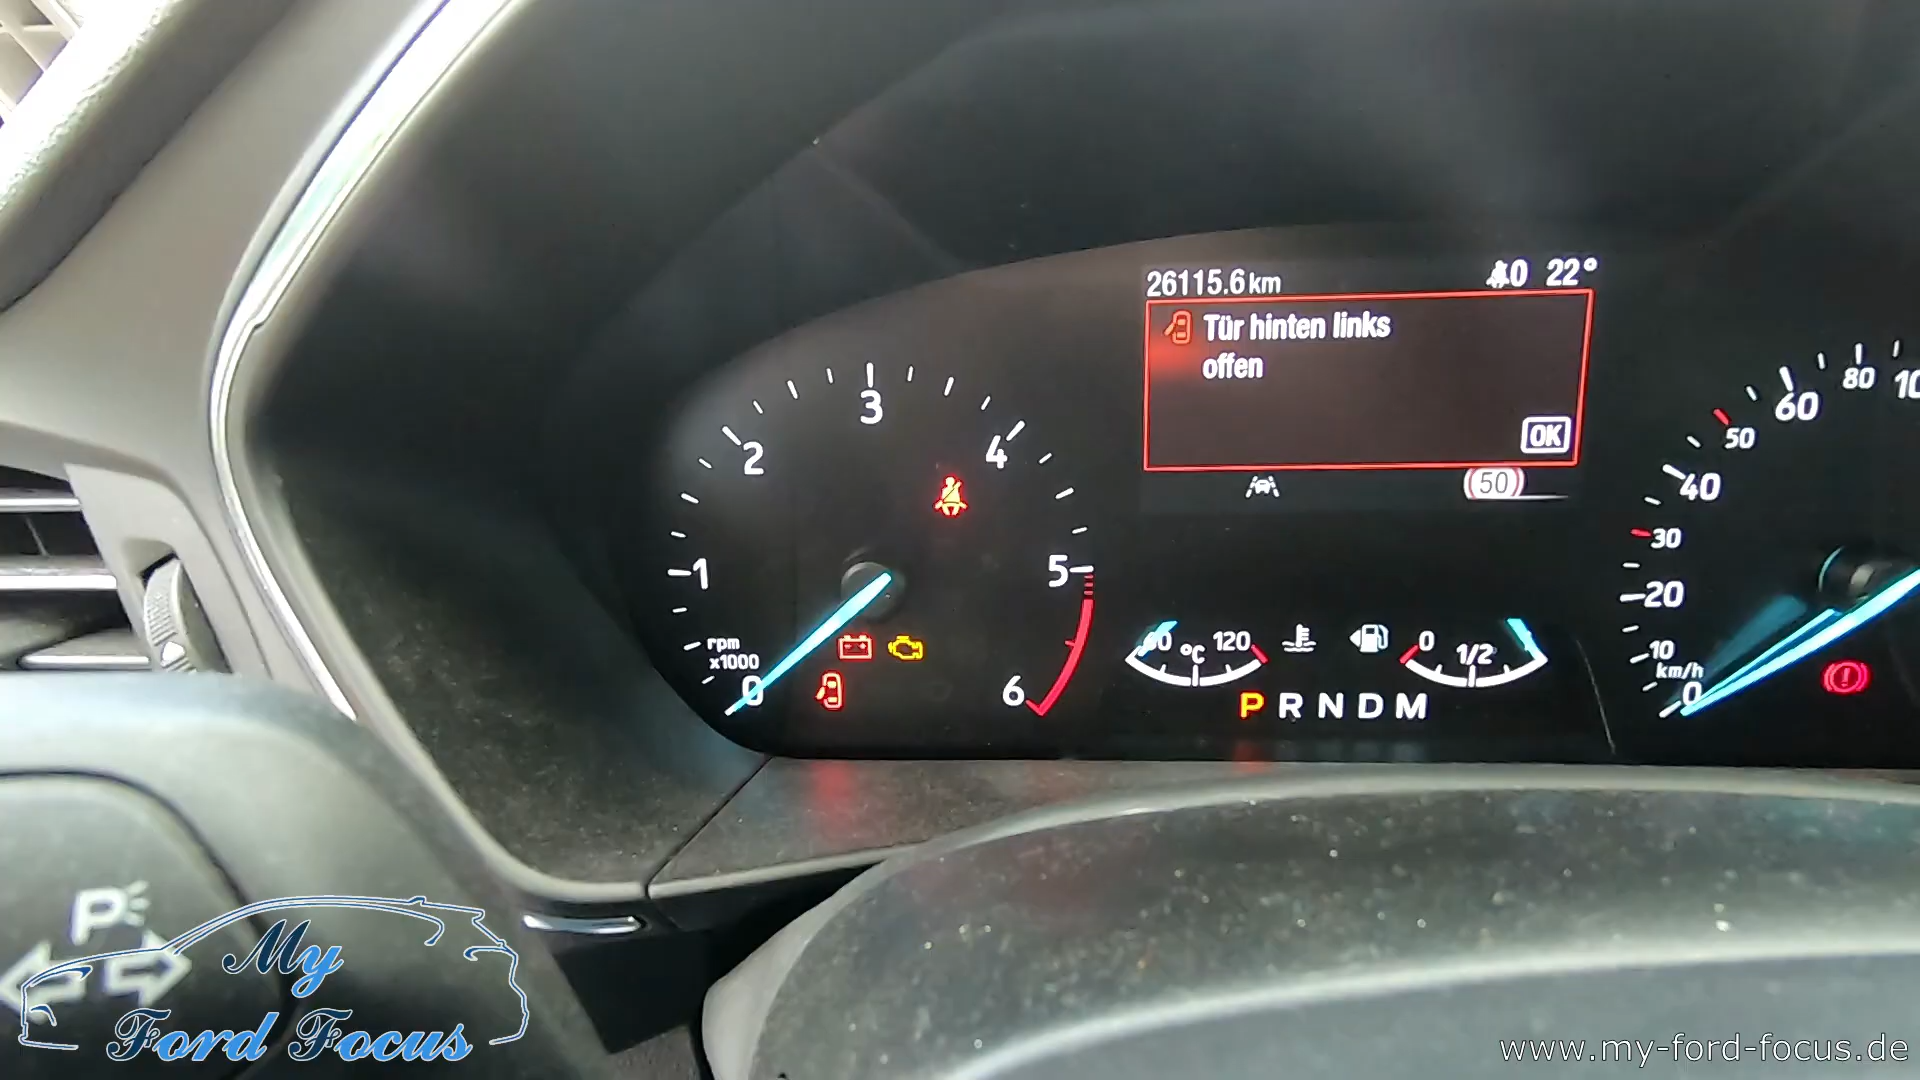 26115.6 km
0 22°
Tür hinten links
offen
OK
50
0
1
2
3
4
5
6
rpm
x1000
60 °C 120
0 1/2
P R N D M
0
10
20
30
40
50
60
80
km/h
P
My
Ford Focus
www.my-ford-focus.de